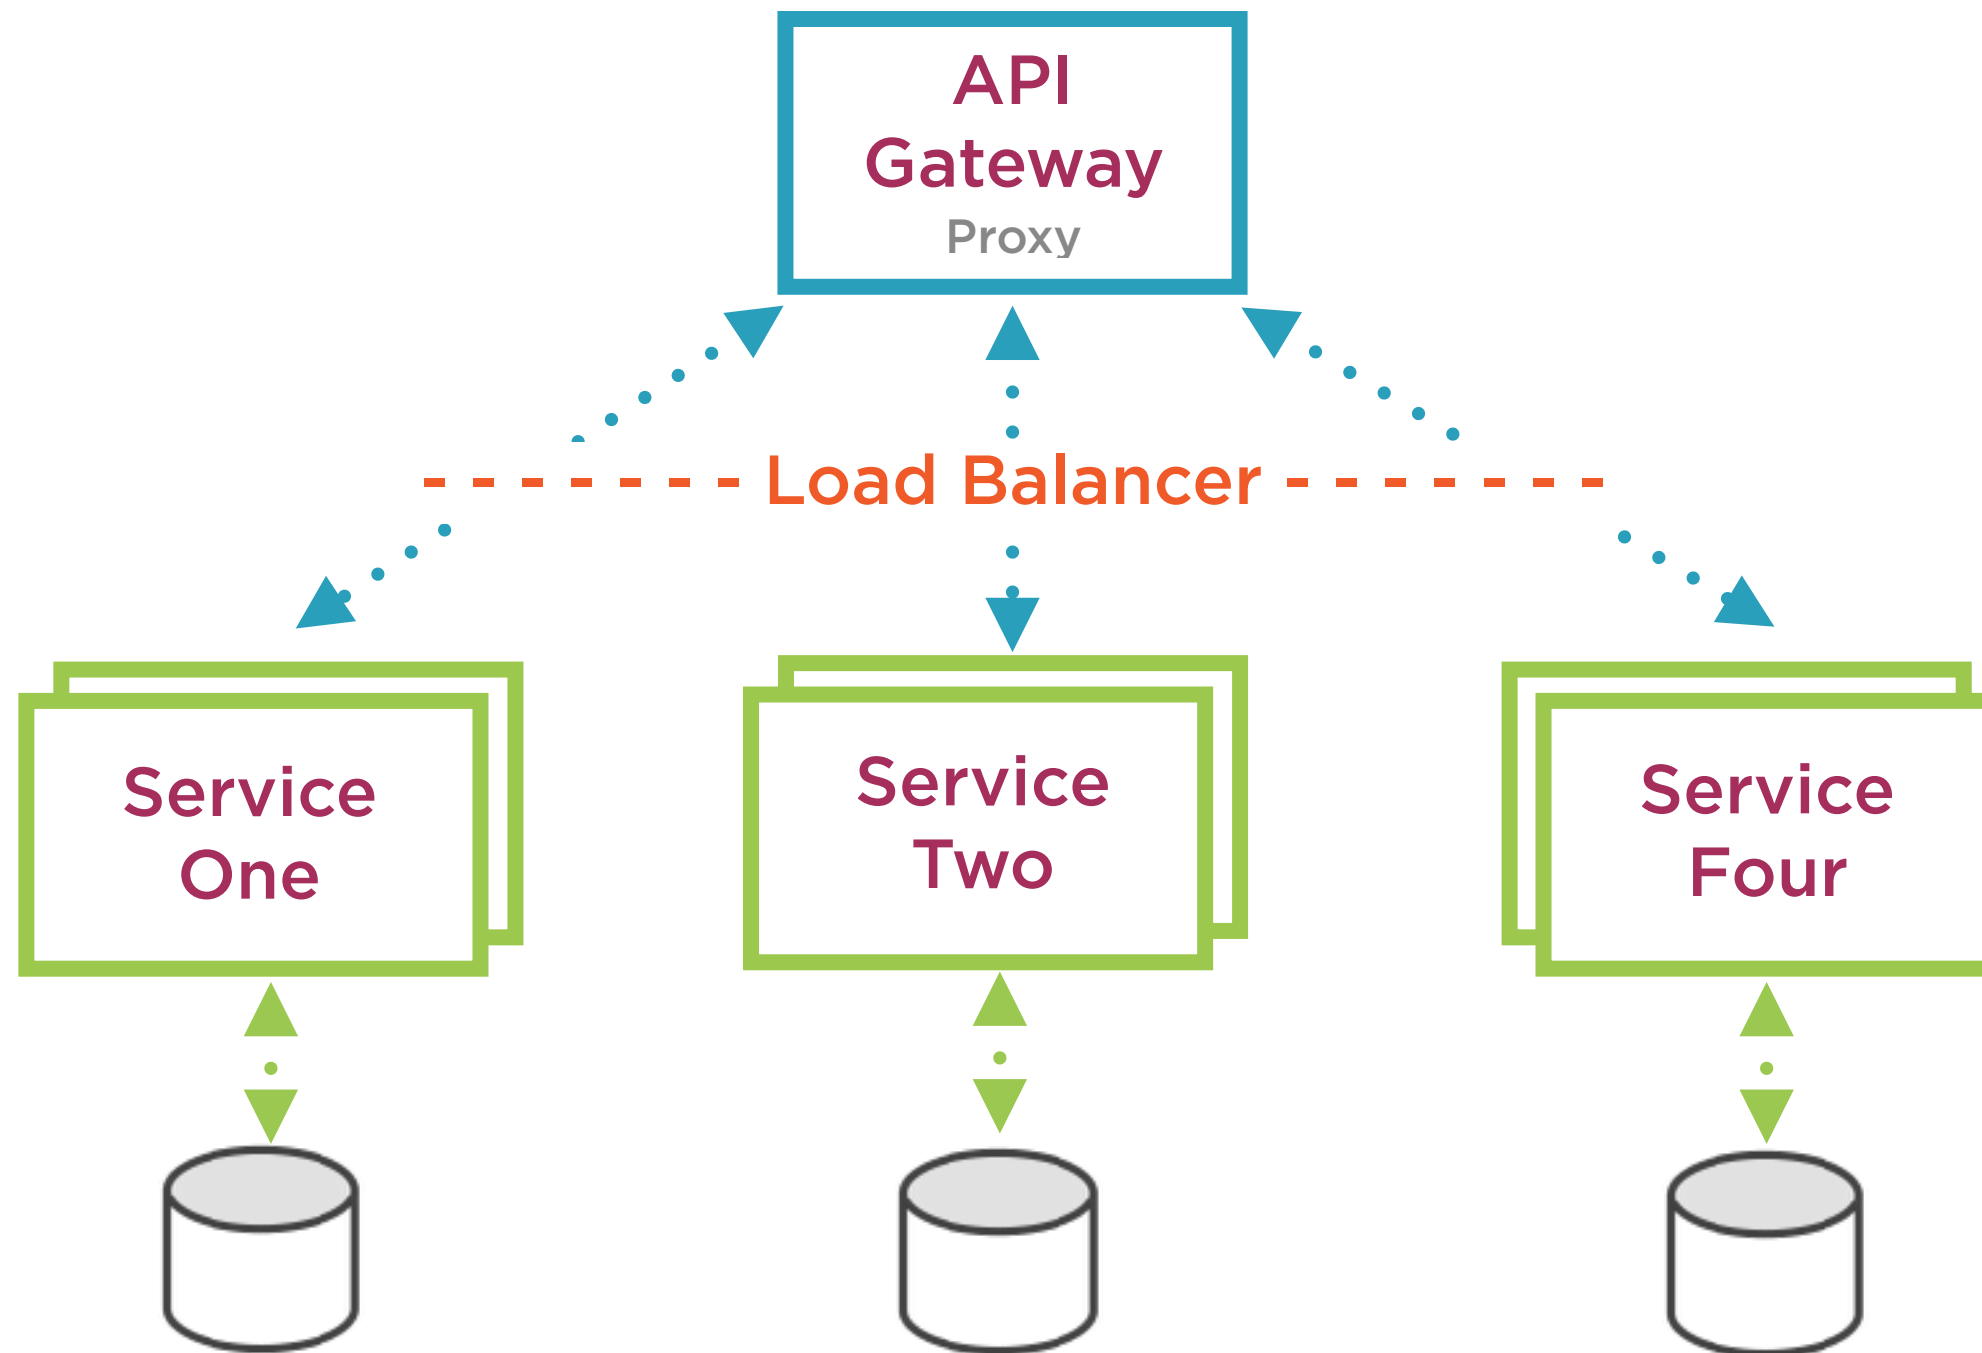 API
Gateway
Proxy
Load Balancer
Service
One
Service
Two
Service
Four